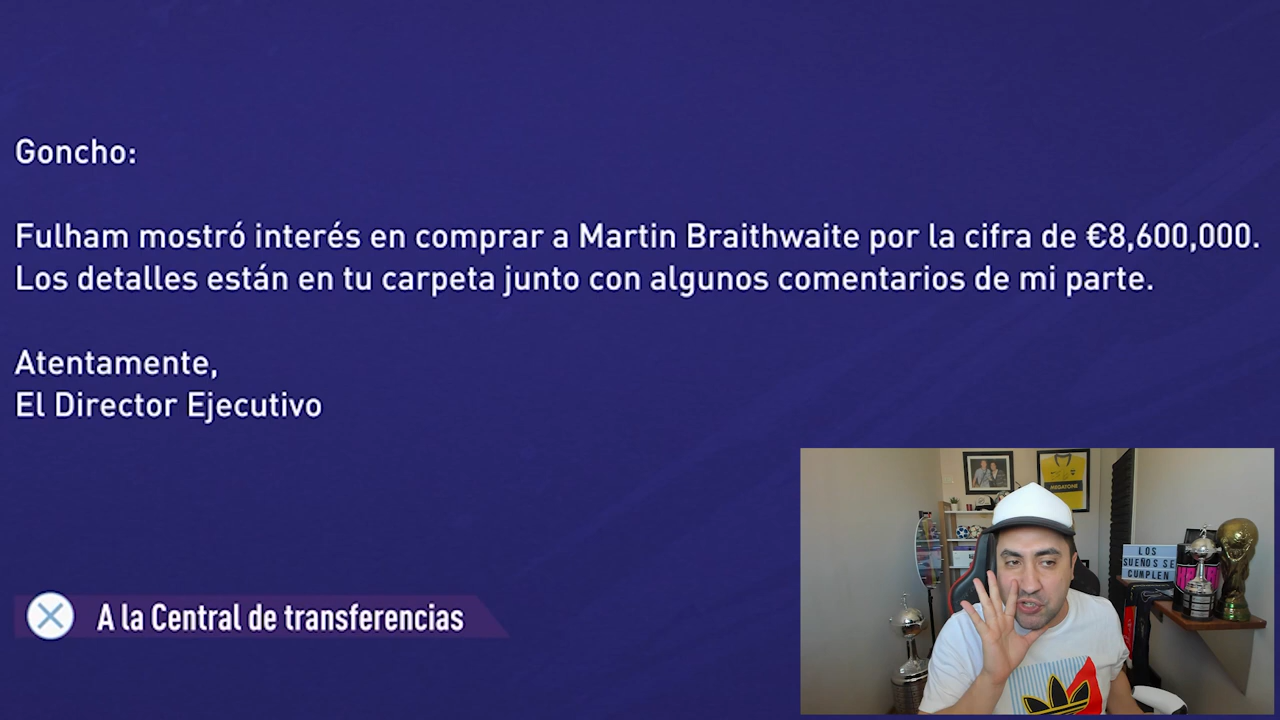 Goncho:
Fulham mostró interés en comprar a Martin Braithwaite por la cifra de €8,600,000.
Los detalles están en tu carpeta junto con algunos comentarios de mi parte.
Atentamente,
El Director Ejecutivo
A la Central de transferencias
MEGATONE
LOS
SUEÑOS SE
CUMPLEN